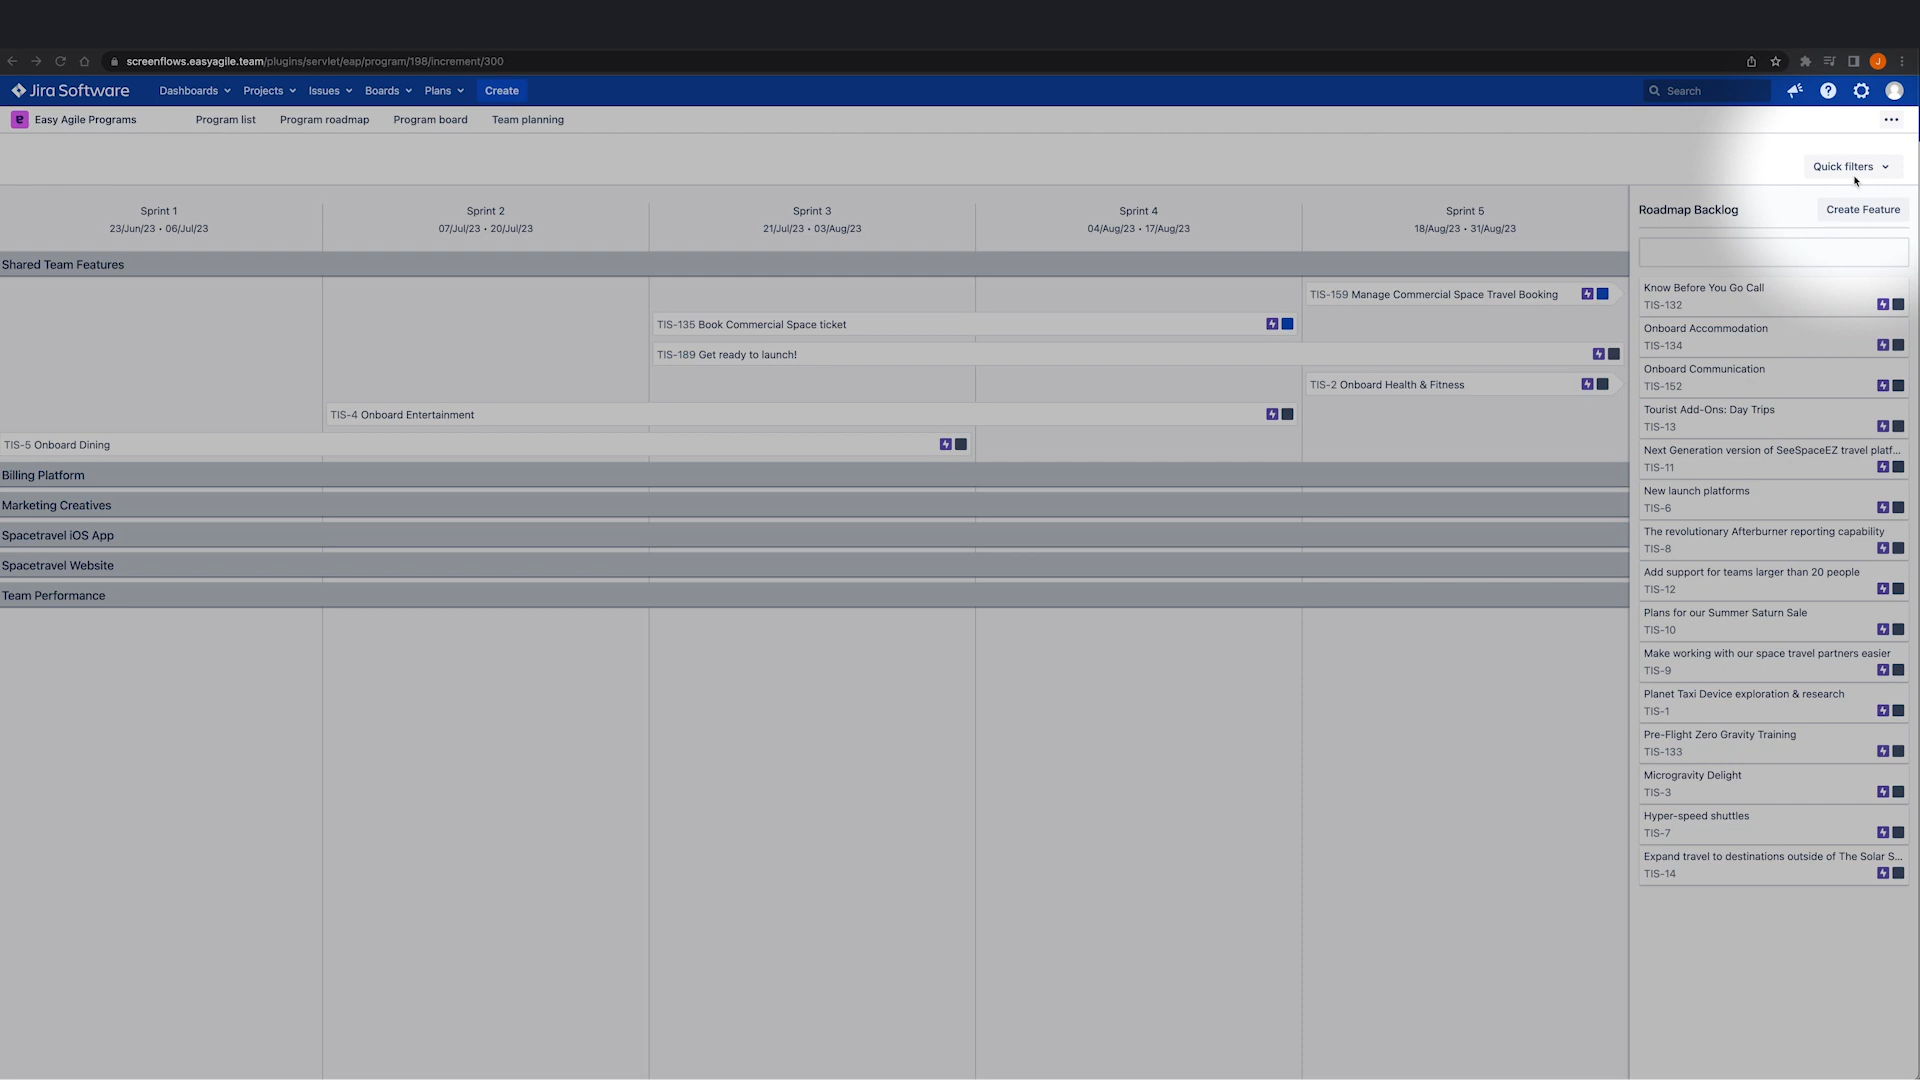 screenflows.easyagile.team/plugins/servlet/eap/program/198/increment/300
J
Jira Software
Dashboards
Projects
Issues
Boards
Plans
Create
Search
Easy Agile Programs
Program list
Program roadmap
Program board
Team planning
Quick filters
Sprint 1
23/Jun/23 • 06/Jul/23
Sprint 2
07/Jul/23 • 20/Jul/23
Sprint 3
21/Jul/23 • 03/Aug/23
Sprint 4
04/Aug/23 • 17/Aug/23
Sprint 5
18/Aug/23 • 31/Aug/23
Shared Team Features
TIS-159 Manage Commercial Space Travel Booking
TIS-135 Book Commercial Space ticket
TIS-189 Get ready to launch!
TIS-2 Onboard Health & Fitness
TIS-4 Onboard Entertainment
TIS-5 Onboard Dining
Billing Platform
Marketing Creatives
Spacetravel iOS App
Spacetravel Website
Team Performance
Roadmap Backlog
Create Feature
Know Before You Go Call
TIS-132
Onboard Accommodation
TIS-134
Onboard Communication
TIS-152
Tourist Add-Ons: Day Trips
TIS-13
Next Generation version of SeeSpaceEZ travel platf...
TIS-11
New launch platforms
TIS-6
The revolutionary Afterburner reporting capability
TIS-8
Add support for teams larger than 20 people
TIS-12
Plans for our Summer Saturn Sale
TIS-10
Make working with our space travel partners easier
TIS-9
Planet Taxi Device exploration & research
TIS-1
Pre-Flight Zero Gravity Training
TIS-133
Microgravity Delight
TIS-3
Hyper-speed shuttles
TIS-7
Expand travel to destinations outside of The Solar S...
TIS-14